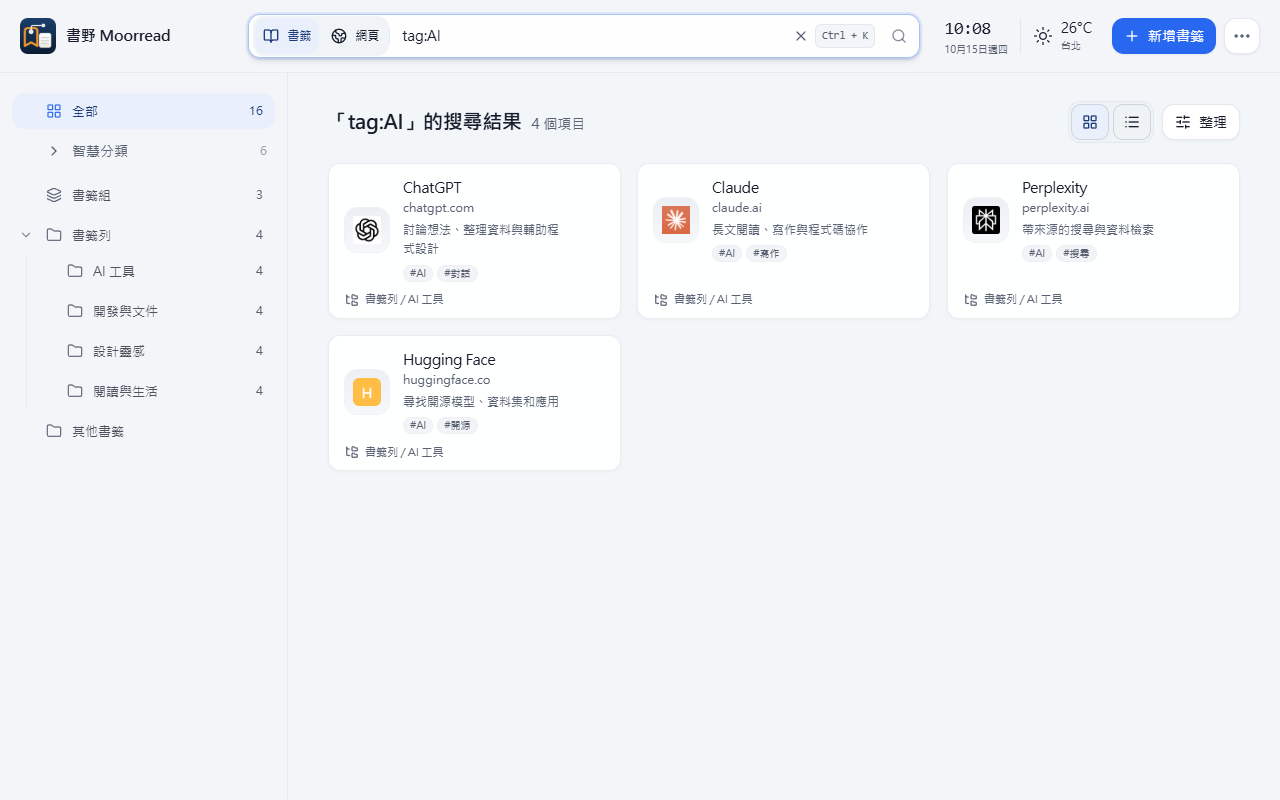 書野 Moorread
書籤
網頁
tag:AI
Ctrl + K
10:08
10月15日週四
26°C
台北
新增書籤
全部 16
智慧分類 6
書籤組 3
書籤列 4
AI 工具 4
開發與文件 4
設計靈感 4
閱讀與生活 4
其他書籤
「tag:AI」的搜尋結果 4 個項目
整理
ChatGPT
chatgpt.com
討論想法、整理資料與輔助程
式設計
#AI #對話
書籤列 / AI 工具
Claude
claude.ai
長文閱讀、寫作與程式碼協作
#AI #寫作
書籤列 / AI 工具
Perplexity
perplexity.ai
帶來源的搜尋與資料檢索
#AI #搜尋
書籤列 / AI 工具
H
Hugging Face
huggingface.co
尋找開源模型、資料集和應用
#AI #開源
書籤列 / AI 工具